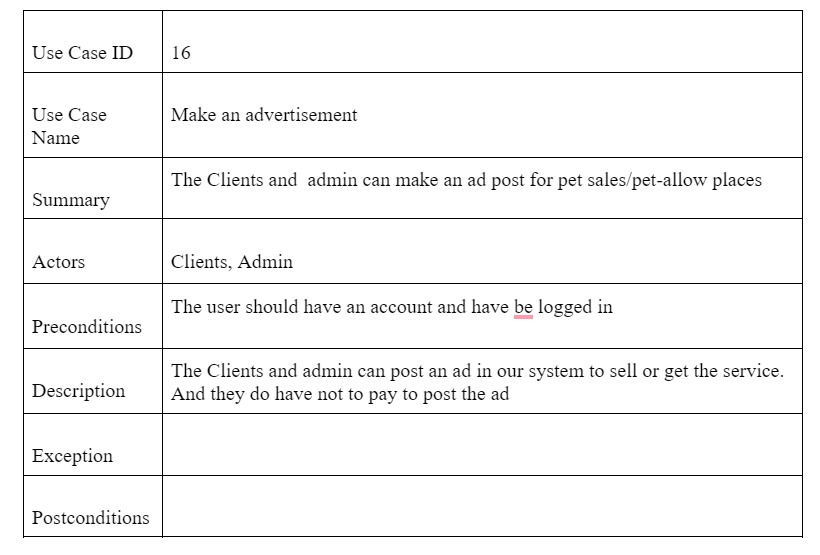 Use Case ID
16
Use Case
Name
Make an advertisement
Summary
The Clients and  admin can make an ad post for pet sales/pet-allow places
Actors
Clients, Admin
Preconditions
The user should have an account and have be logged in
Description
The Clients and admin can post an ad in our system to sell or get the service.
And they do have not to pay to post the ad
Exception
Postconditions